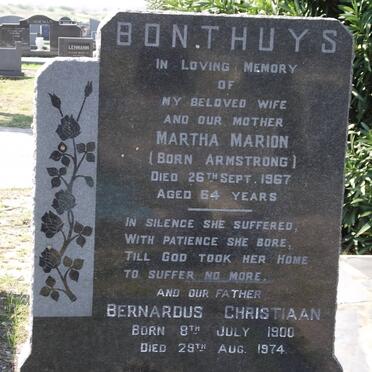 LEHMANN
BONTHUYS
IN LOVING MEMORY
OF
MY BELOVED WIFE
AND OUR MOTHER
MARTHA MARION
(BORN ARMSTRONG)
DIED 26TH SEPT. 1967
AGED 64 YEARS
IN SILENCE SHE SUFFERED,
WITH PATIENCE SHE BORE,
TILL GOD TOOK HER HOME
TO SUFFER NO MORE.
AND OUR FATHER
BERNARDUS CHRISTIAAN
BORN 8TH JULY 1900
DIED 29TH AUG. 1974